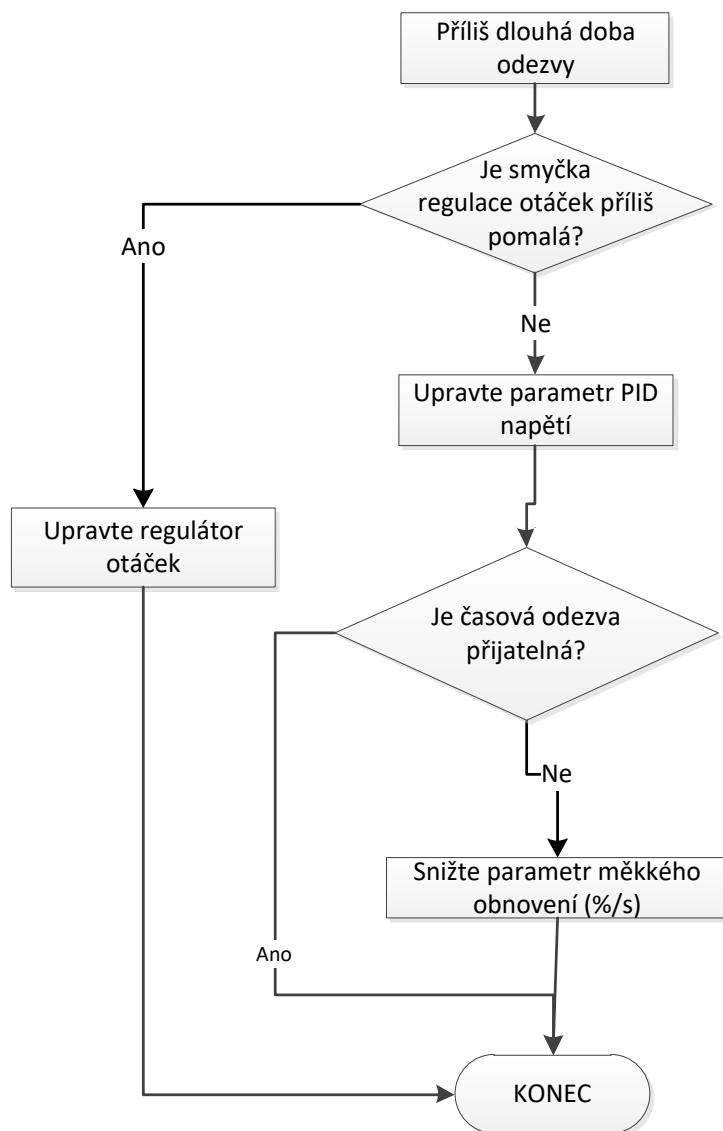 Příliš dlouhá doba
odezvy
Je smyčka
regulace otáček příliš
pomalá?
Ano
Ne
Upravte parametr PID
napětí
Upravte regulátor
otáček
Je časová odezva
přijatelná?
Ne
Snižte parametr měkkého
obnovení (%/s)
Ano
KONEC